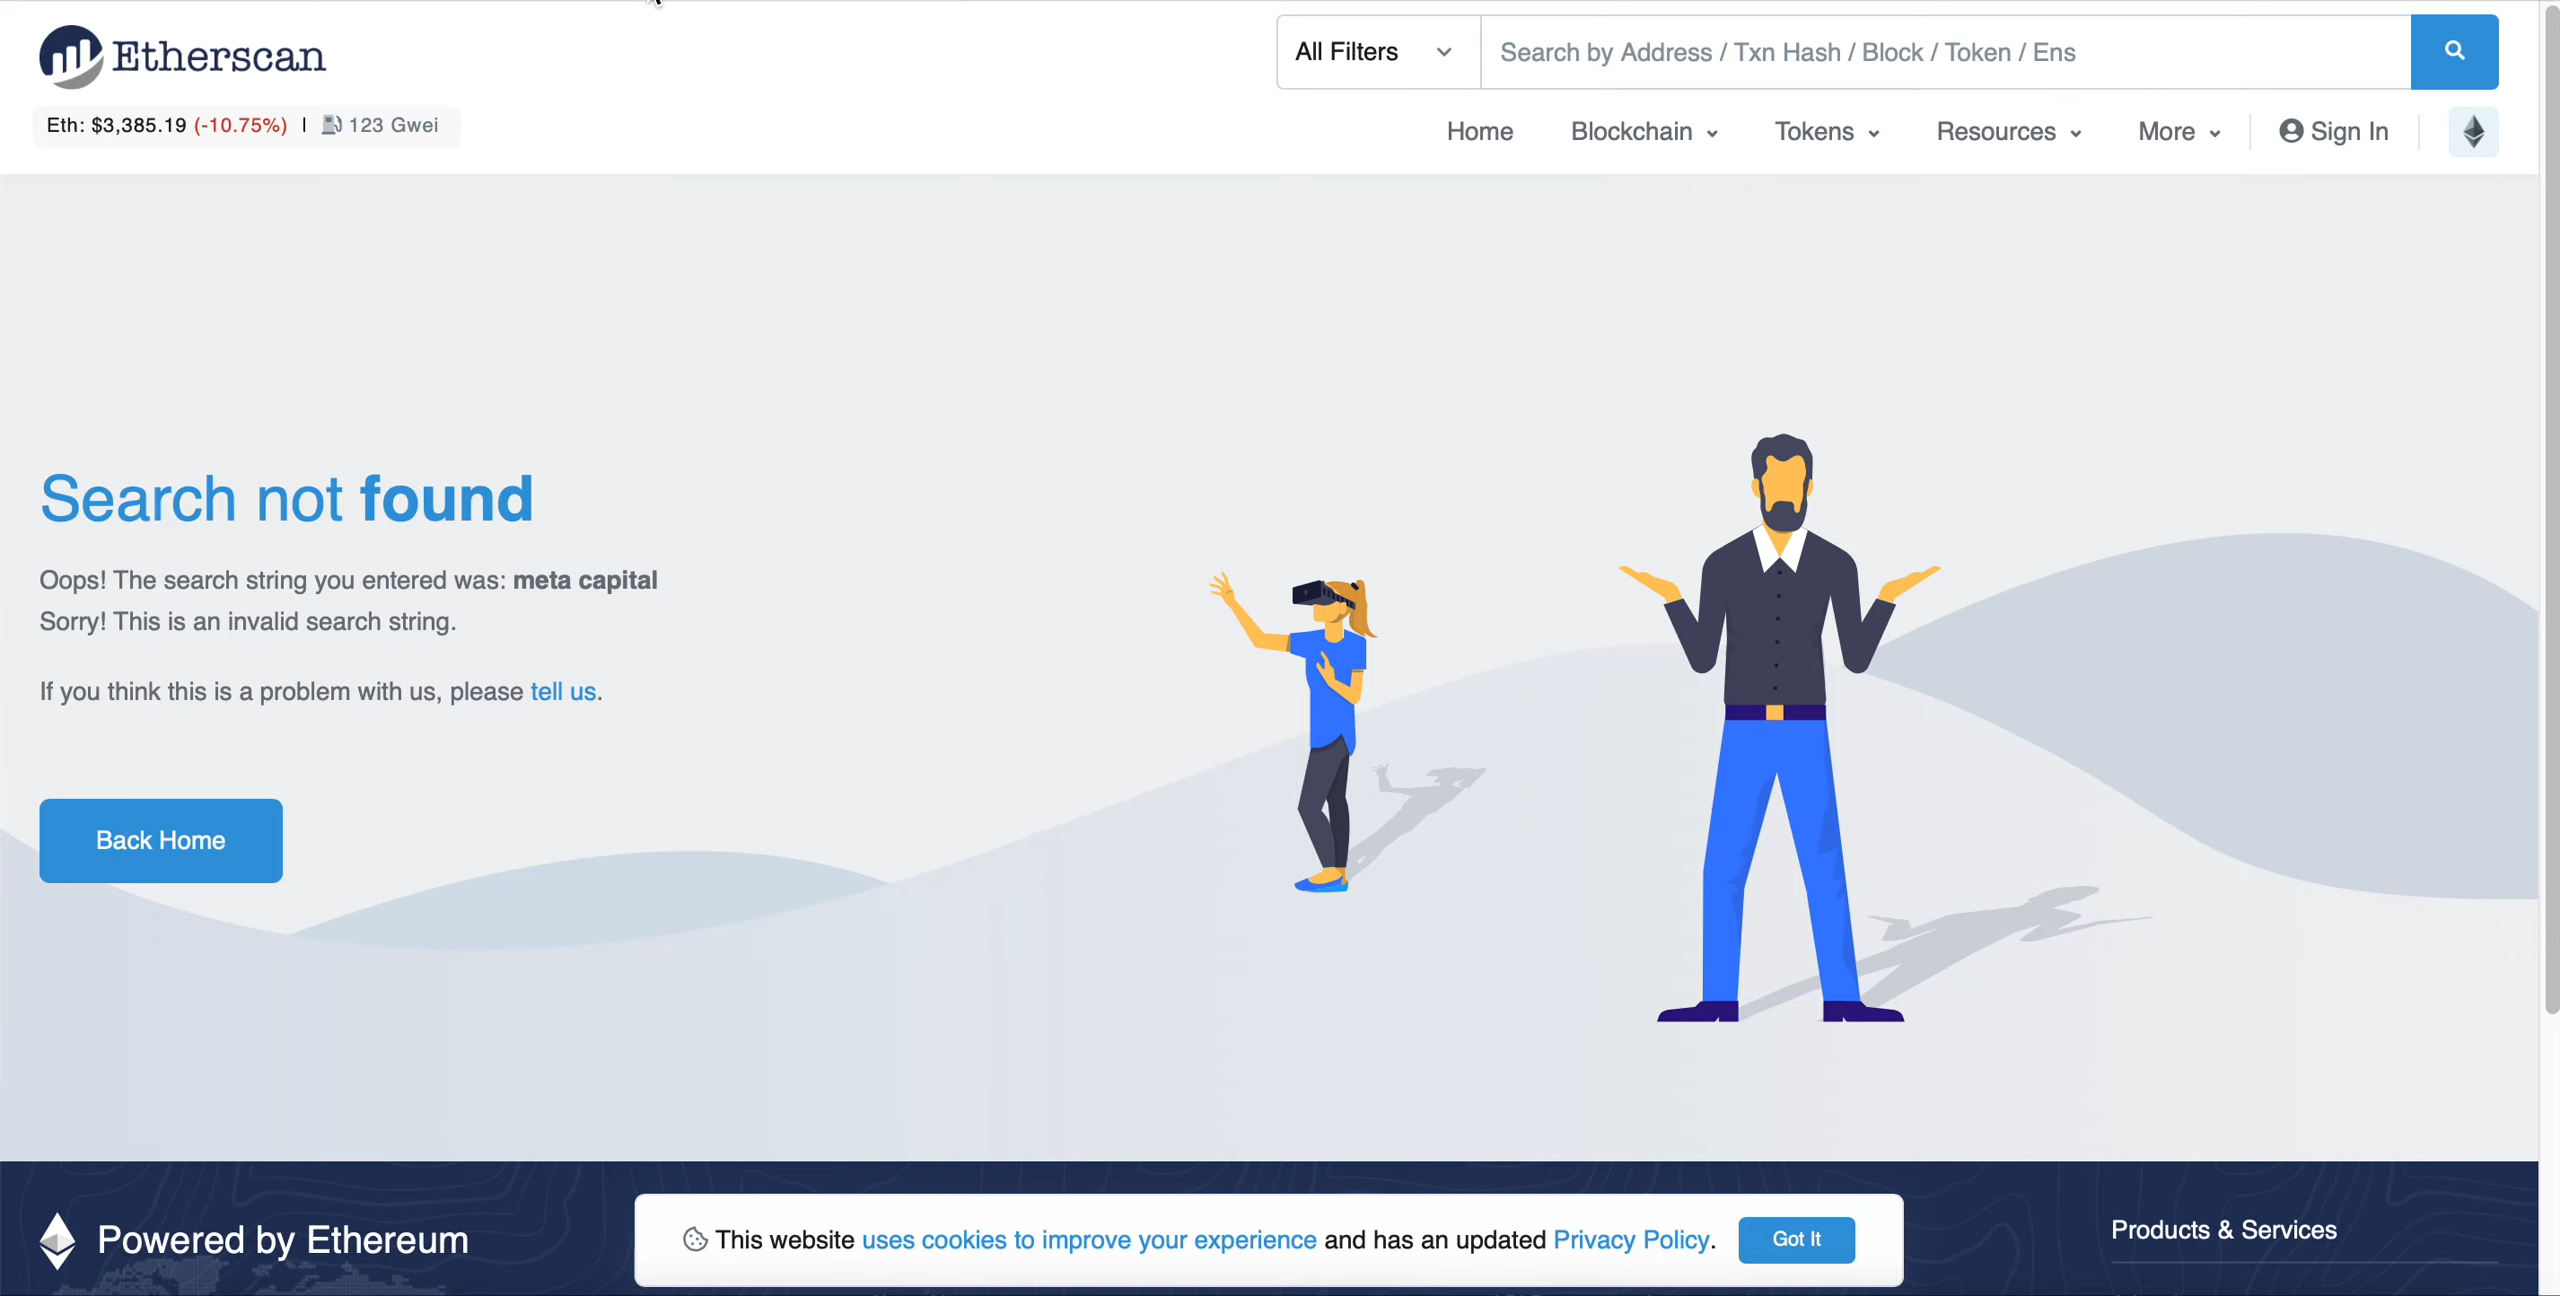 Etherscan
All Filters
Search by Address / Txn Hash / Block / Token / Ens
Eth: $3,385.19 (-10.75%) | 123 Gwei
Home
Blockchain
Tokens
Resources
More
Sign In
Search not found
Oops! The search string you entered was: meta capital
Sorry! This is an invalid search string.
If you think this is a problem with us, please tell us.
Back Home
Powered by Ethereum
This website uses cookies to improve your experience and has an updated Privacy Policy.
Got It
Products & Services